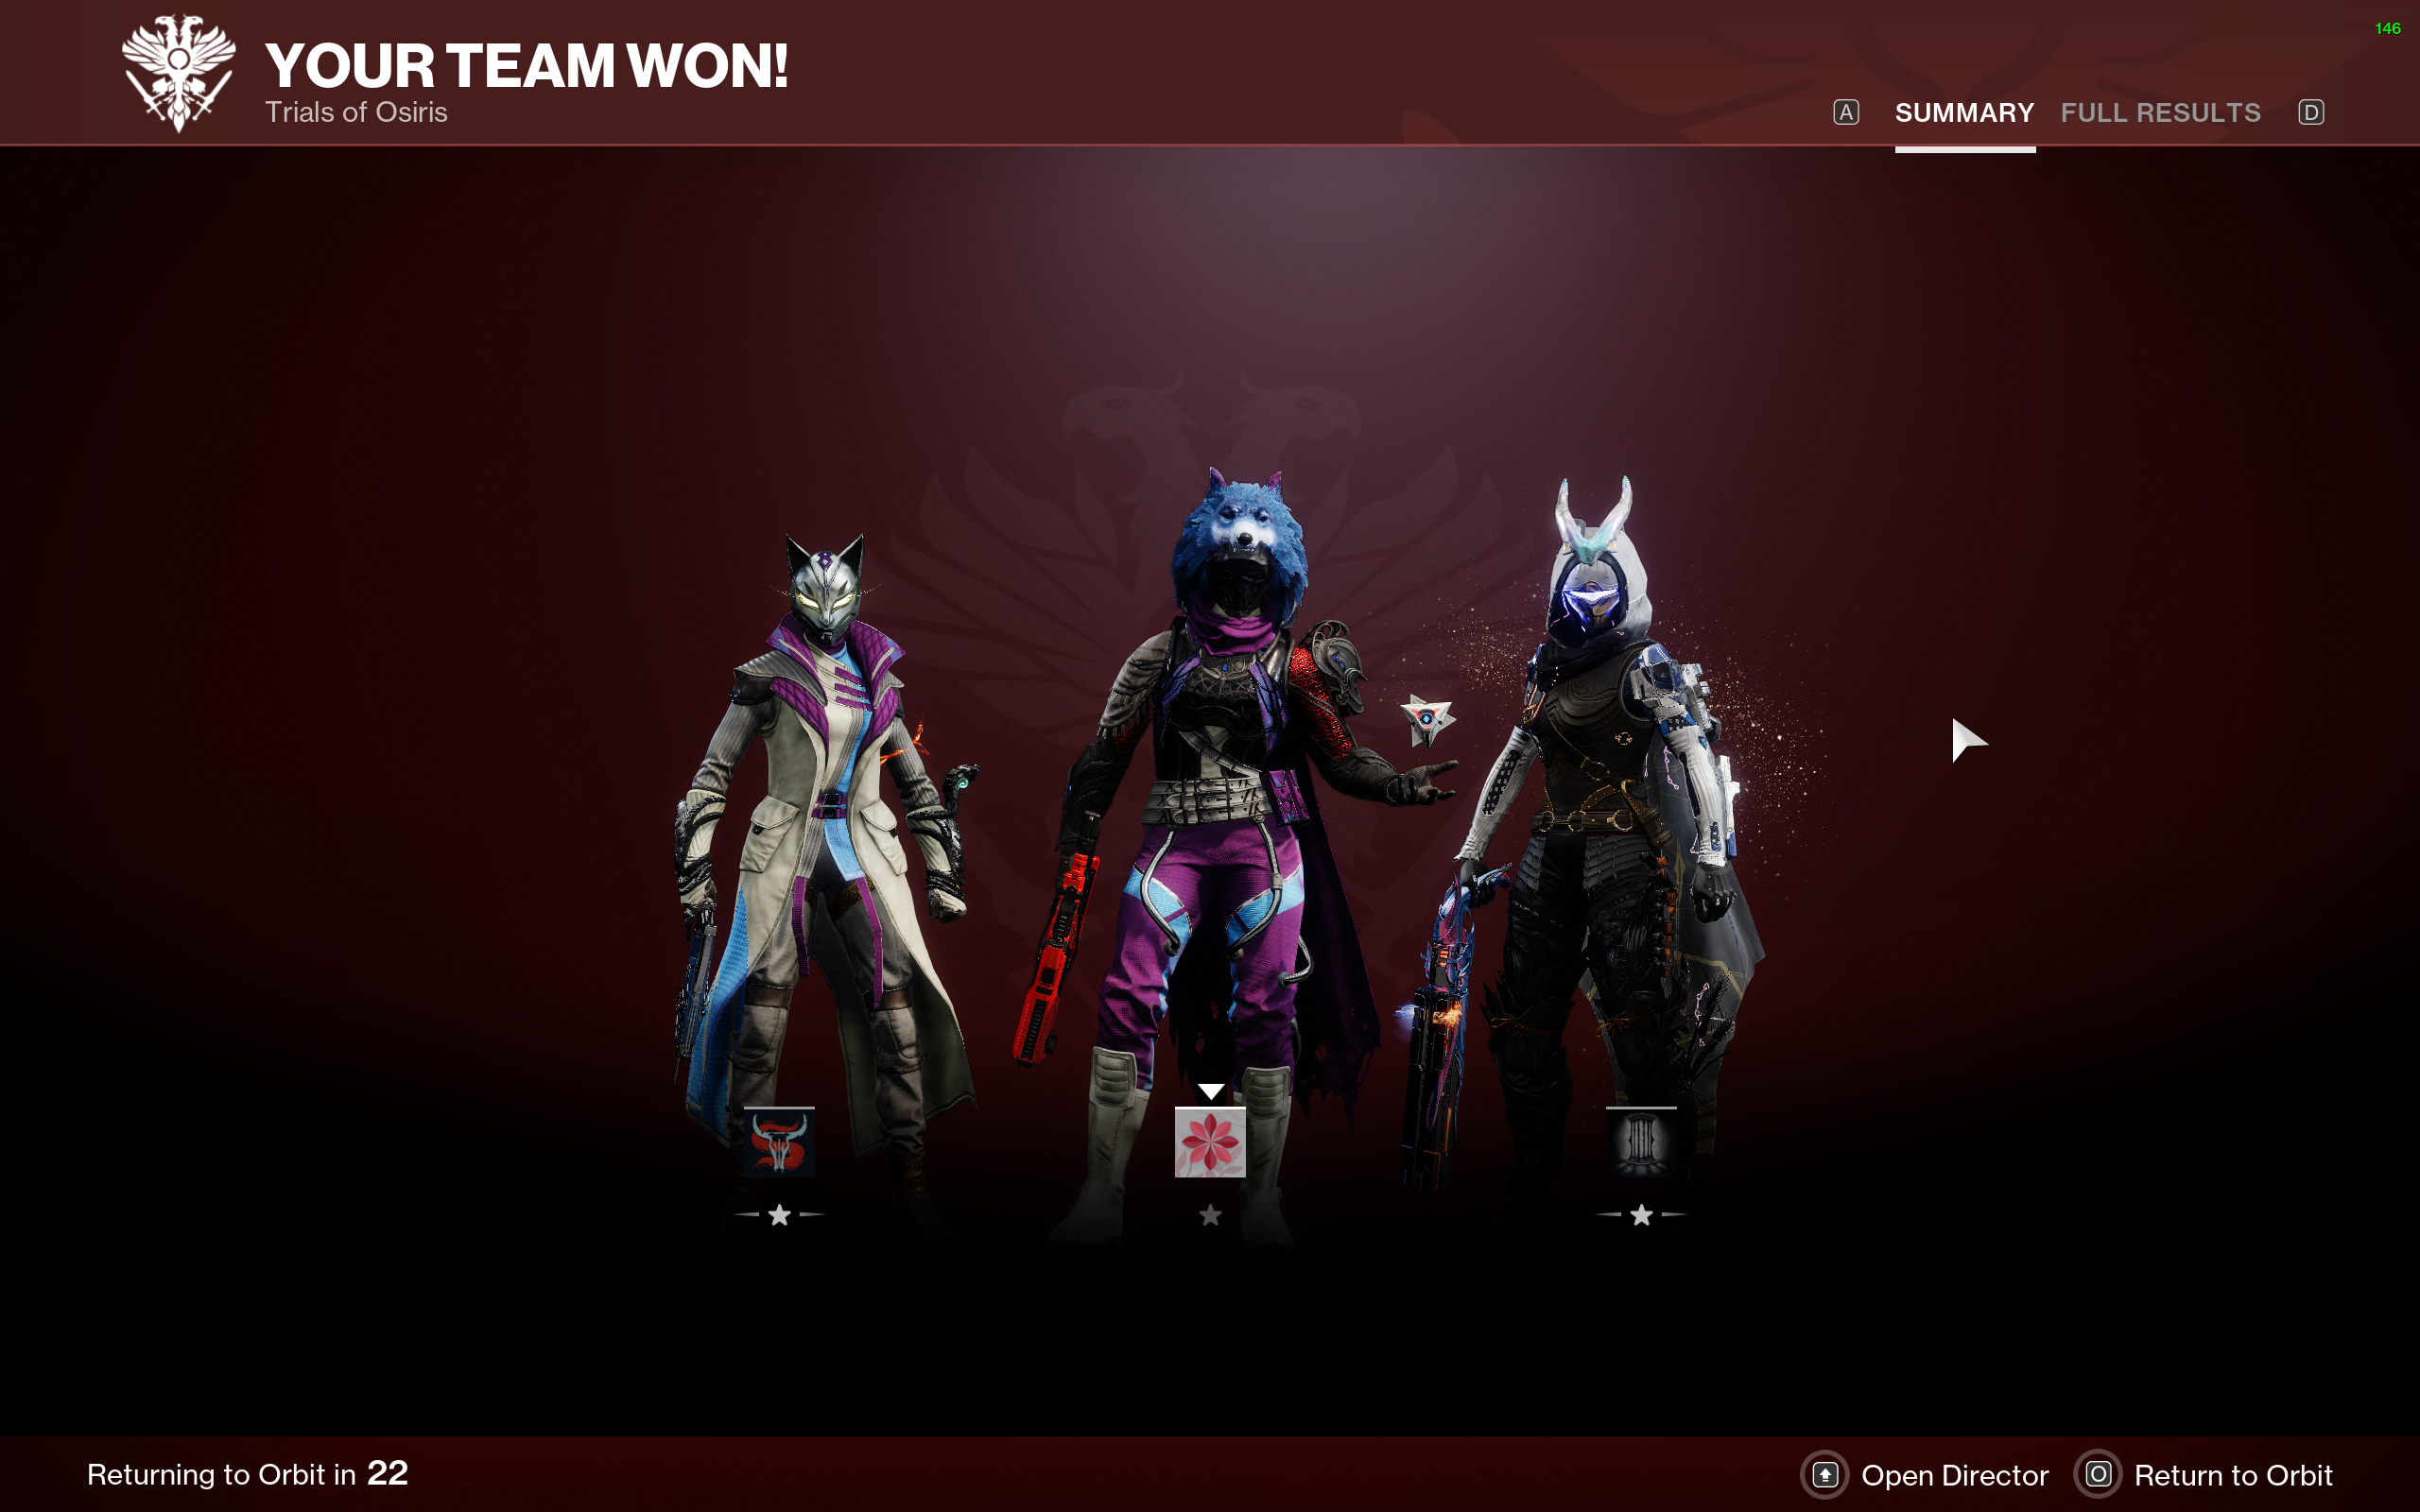 146
YOUR TEAM WON!
Trials of Osiris
A SUMMARY FULL RESULTS D
Returning to Orbit in 22
Open Director O Return to Orbit